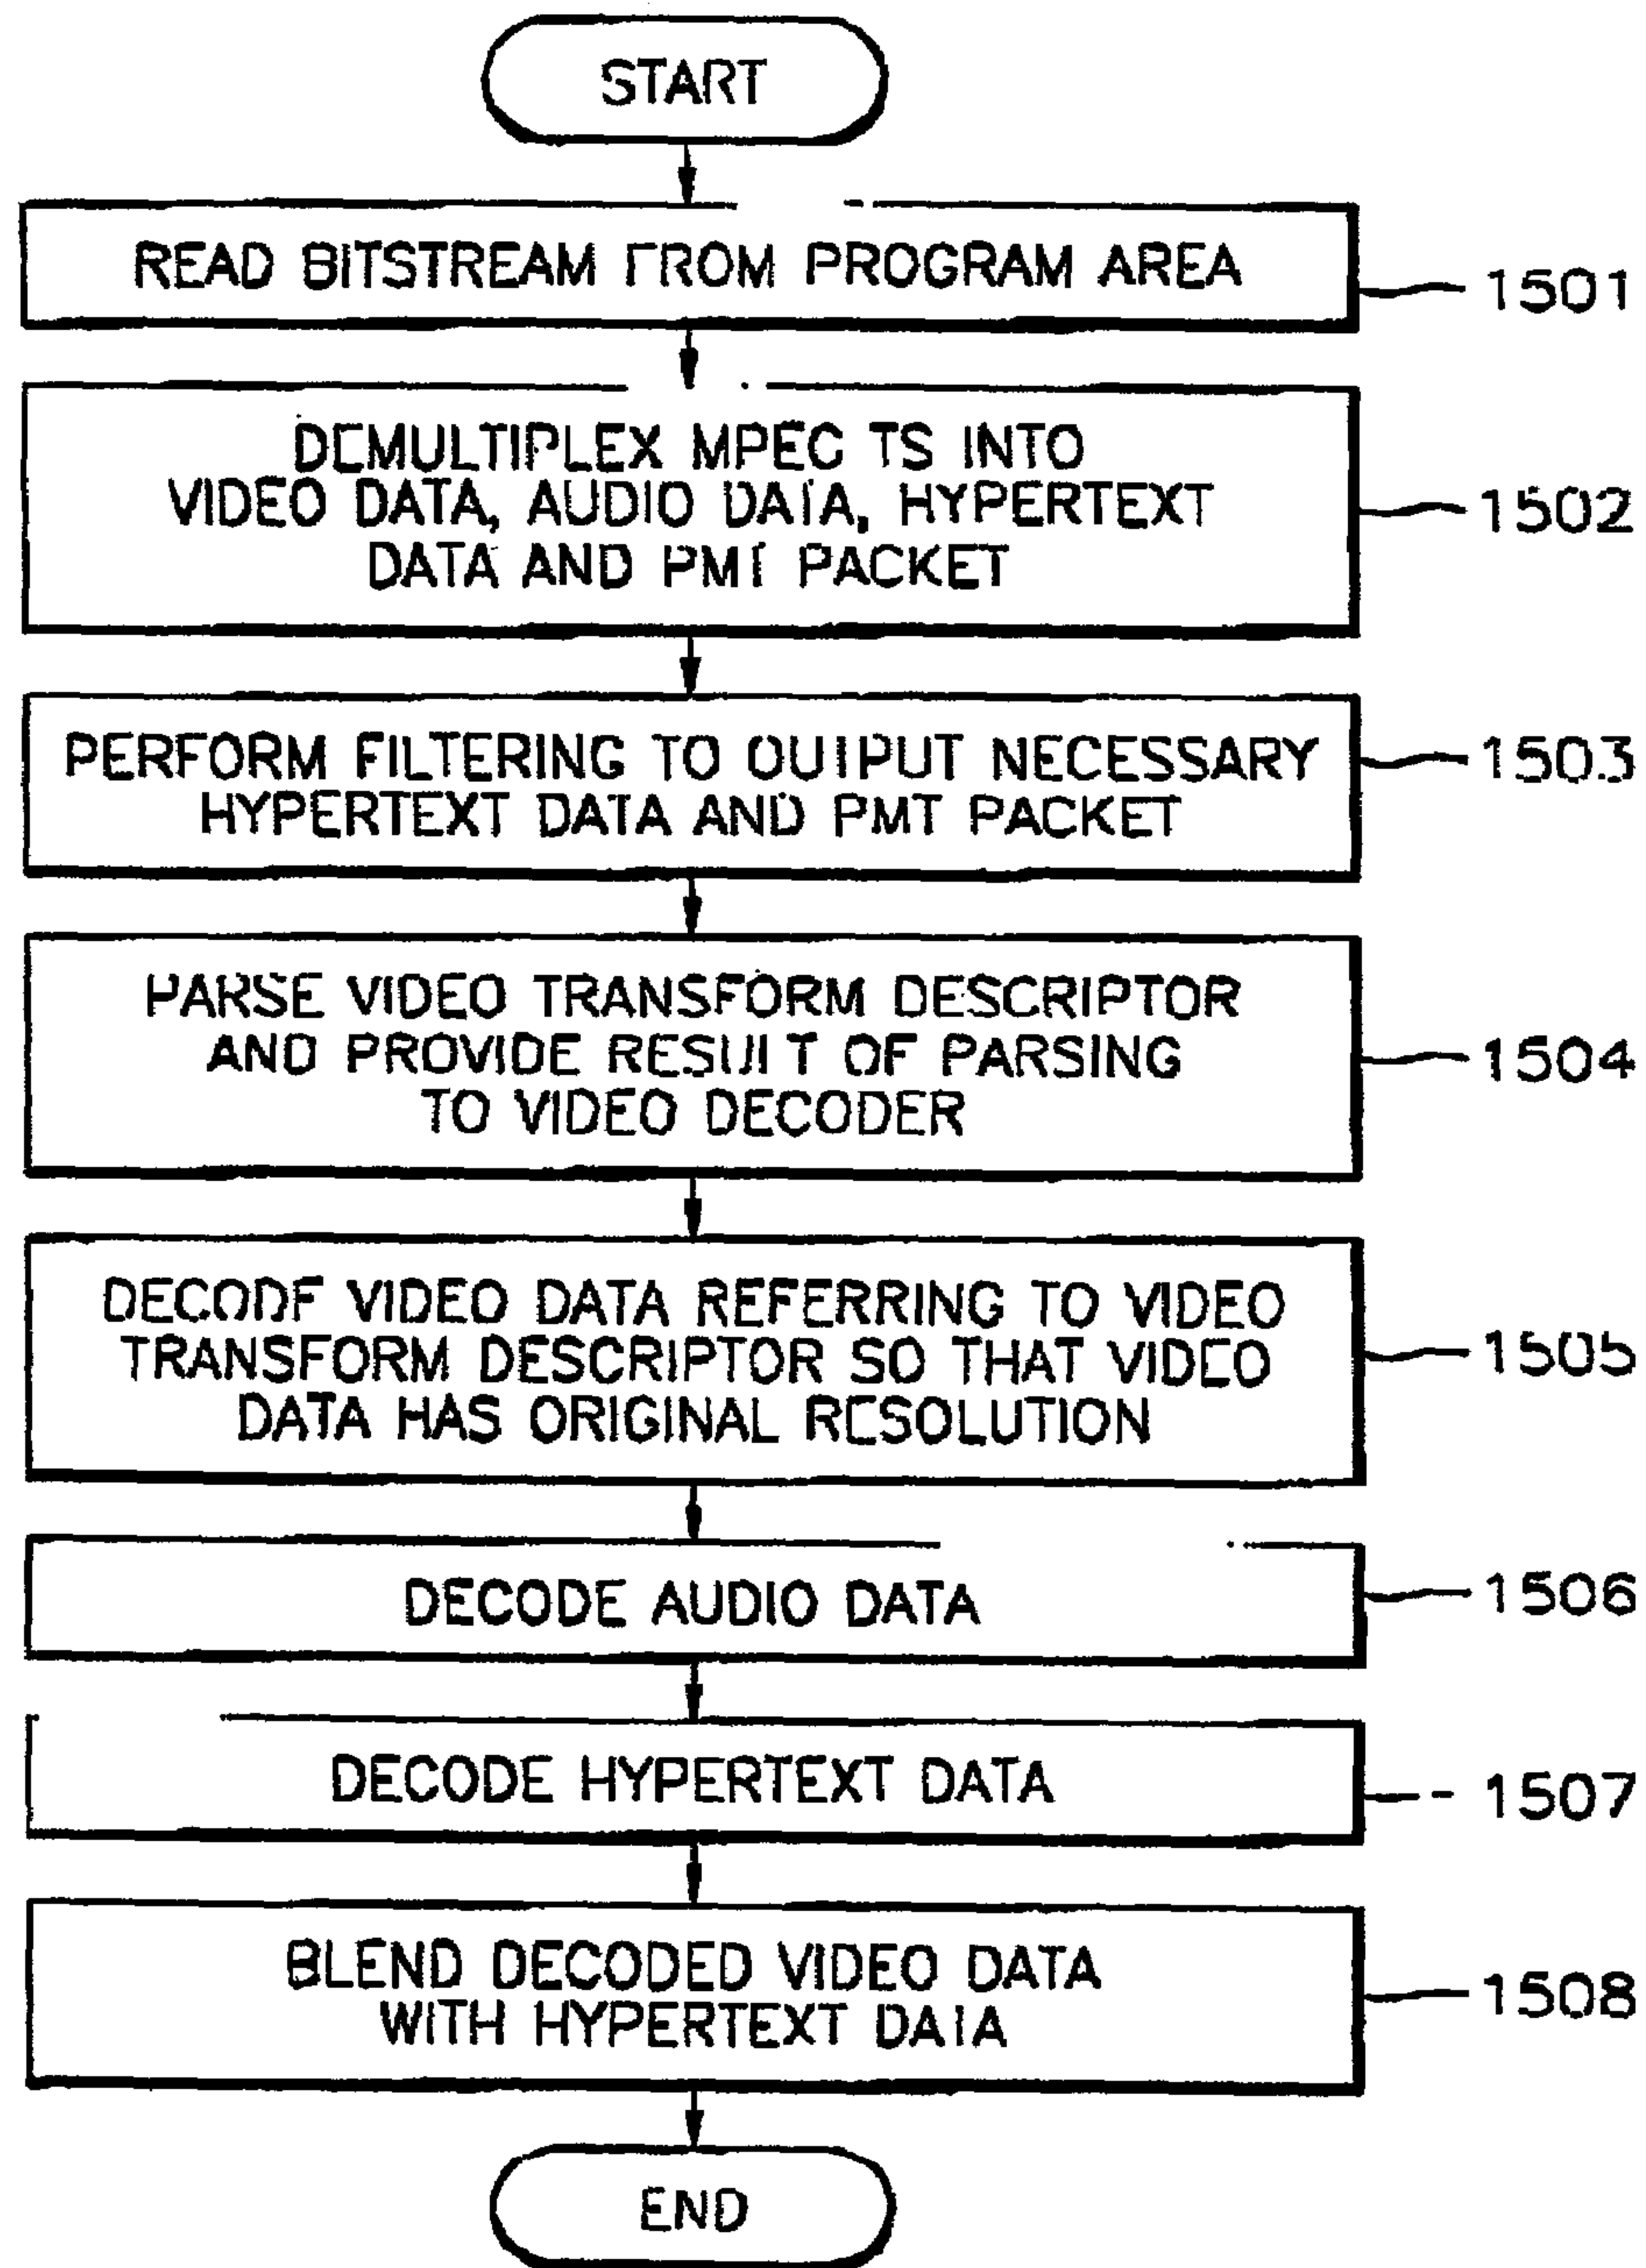 START
READ BITSTREAM FROM PROGRAM AREA
1501
DEMULTIPLEX MPEG TS INTO
VIDEO DATA, AUDIO DATA, HYPERTEXT
DATA AND PMT PACKET
1502
PERFORM FILTERING TO OUTPUT NECESSARY
HYPERTEXT DATA AND PMT PACKET
1503
PARSE VIDEO TRANSFORM DESCRIPTOR
AND PROVIDE RESULT OF PARSING
TO VIDEO DECODER
1504
DECODE VIDEO DATA REFERRING TO VIDEO
TRANSFORM DESCRIPTOR SO THAT VIDEO
DATA HAS ORIGINAL RESOLUTION
1505
DECODE AUDIO DATA
1506
DECODE HYPERTEXT DATA
1507
BLEND DECODED VIDEO DATA
WITH HYPERTEXT DATA
1508
END